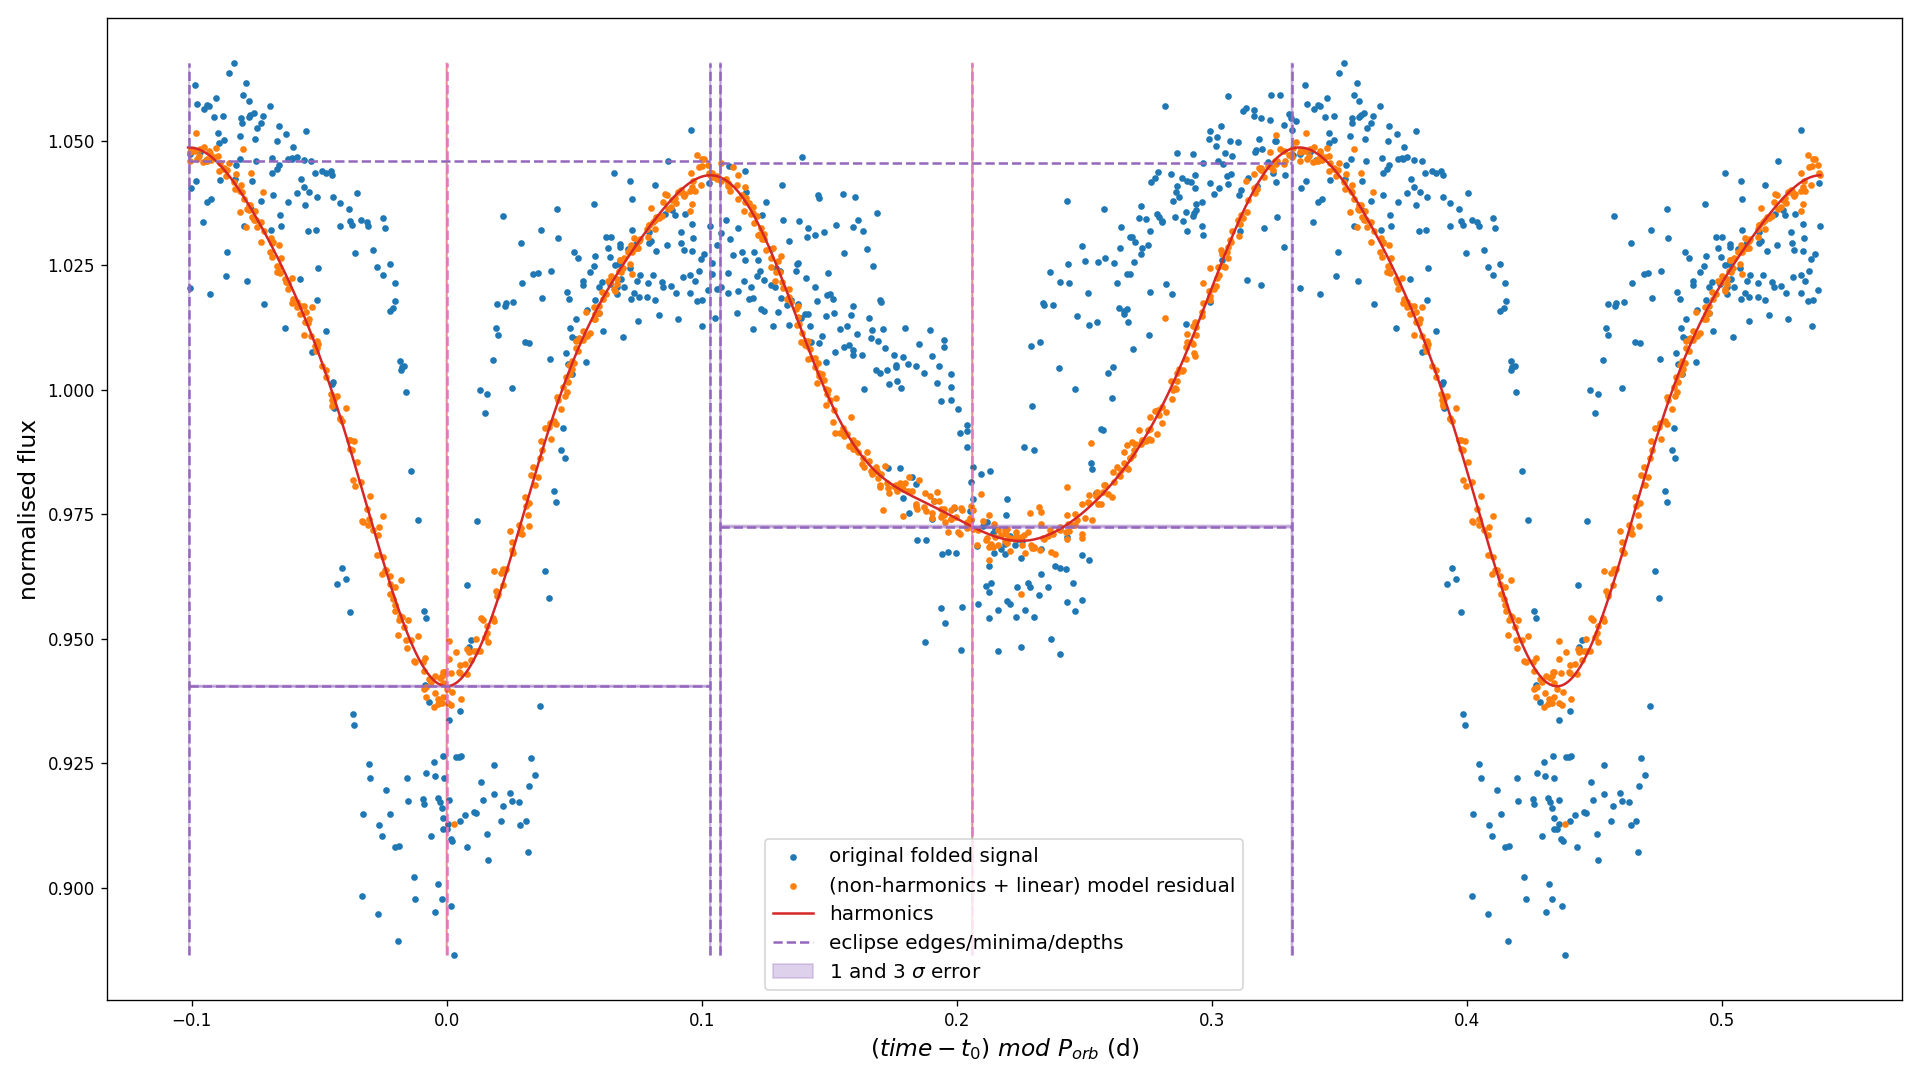 normalised flux
1.050
1.025
1.000
0.975
0.950
0.925
0.900
original folded signal
(non-harmonics + linear) model residual
harmonics
eclipse edges/minima/depths
1 and 3 σ error
−0.1 0.0 0.1 0.2 0.3 0.4 0.5
(time − t₀) mod P_orb (d)